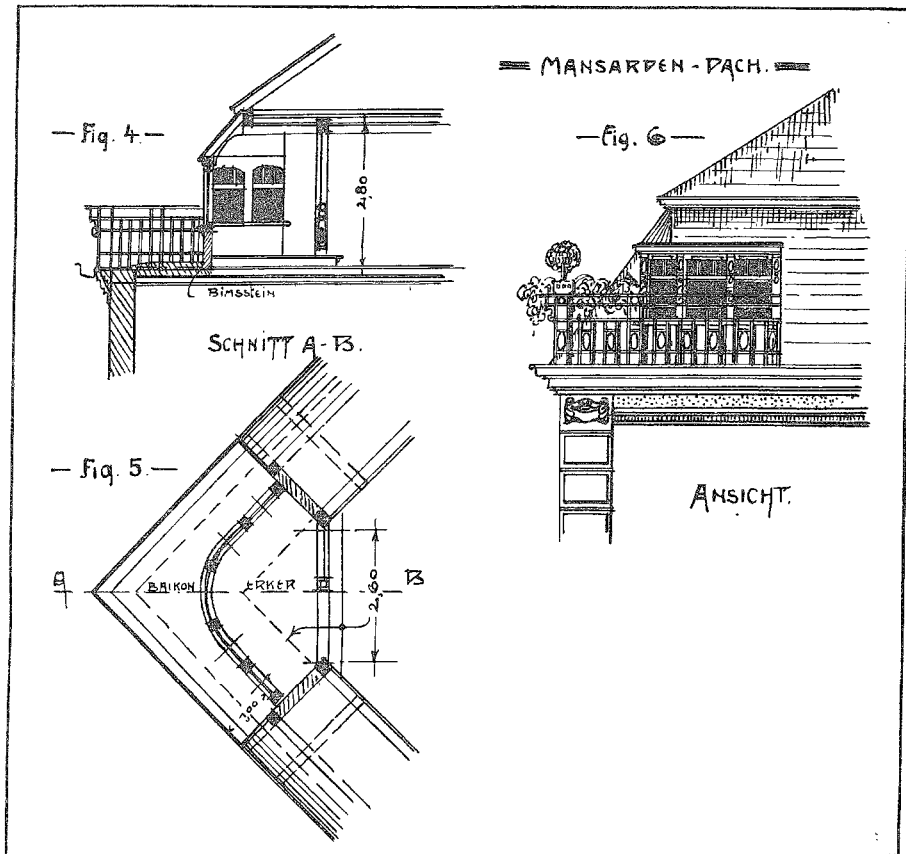 MANSARDEN-DACH.
— Fig. 4. —
2,80
BIMSSTEIN
SCHNITT A-B.
— Fig. 6 —
ANSICHT.
— Fig. 5. —
A
BALKON
ERKER
2,60
B